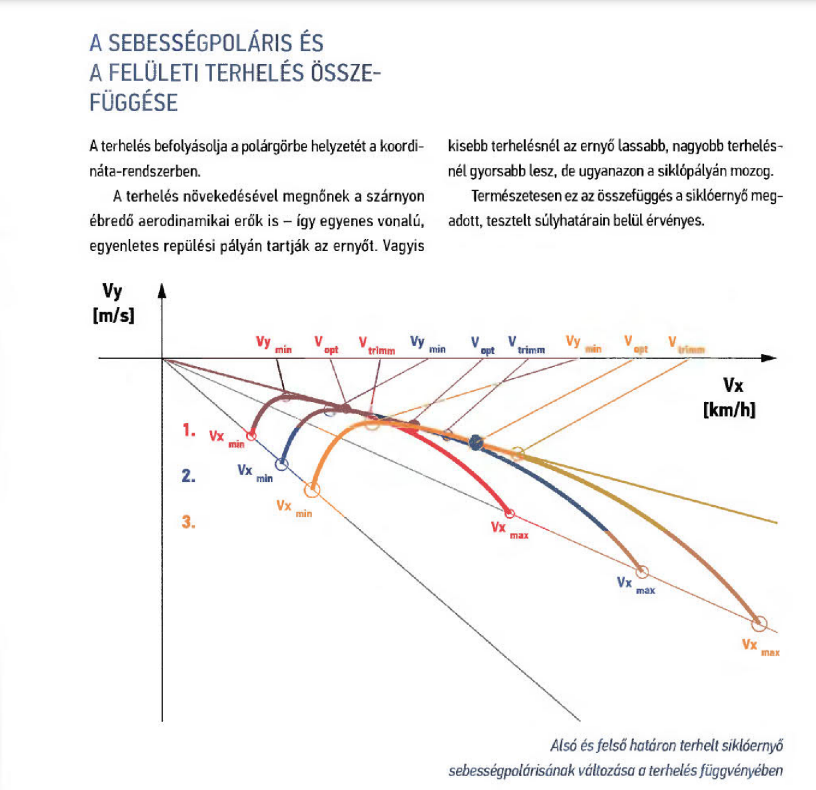 A SEBESSÉGPOLÁRIS ÉS
A FELÜLETI TERHELÉS ÖSSZE-
FÜGGÉSE
A terhelés befolyásolja a polárgörbe helyzetét a koordi-
náta-rendszerben.
A terhelés növekedésével megnőnek a szárnyon
ébredő aerodinamikai erők is – így egyenes vonalú,
egyenletes repülési pályán tartják az ernyőt. Vagyis
kisebb terhelésnél az ernyő lassabb, nagyobb terhelés-
nél gyorsabb lesz, de ugyanazon a siklópályán mozog.
Természetesen ez az összefüggés a siklóernyő meg-
adott, tesztelt súlyhatárain belül érvényes.
Vy
[m/s]
Vy min V opt V trimm Vy min V opt V trimm Vy min V opt V trimm
Vx
[km/h]
1. Vx min
2. Vx min
3. Vx min
Vx max
Vx max
Vx max
Alsó és felső határon terhelt siklóernyő
sebességpolárisának változása a terhelés függvényében